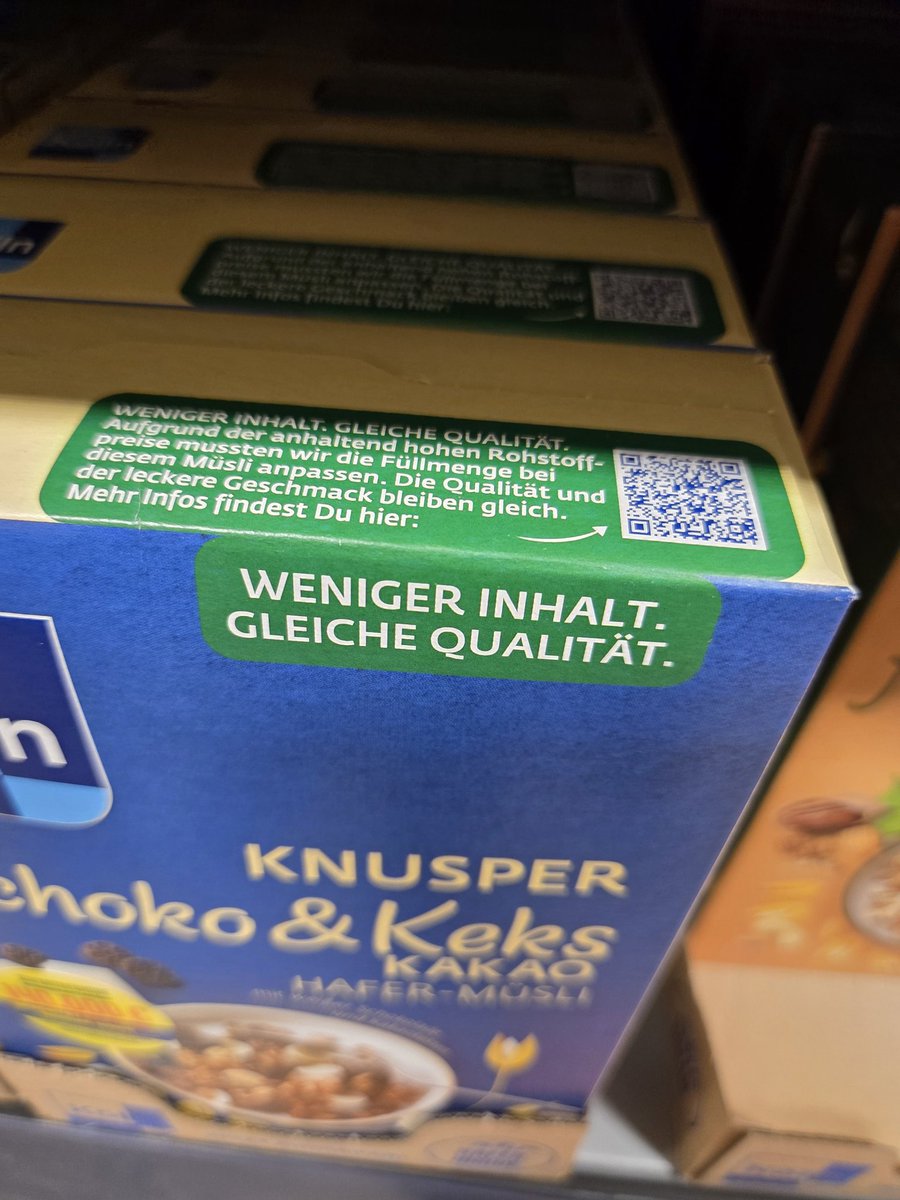 WENIGER INHALT. GLEICHE QUALITÄT.
Aufgrund der anhaltend hohen Rohstoff-
preise mussten wir die Füllmenge bei
diesem Müsli anpassen. Die Qualität und
der leckere Geschmack bleiben gleich.
Mehr Infos findest Du hier:
WENIGER INHALT.
GLEICHE QUALITÄT.
n
choko & Keks
KNUSPER
KAKAO
HAFER-MÜSLI